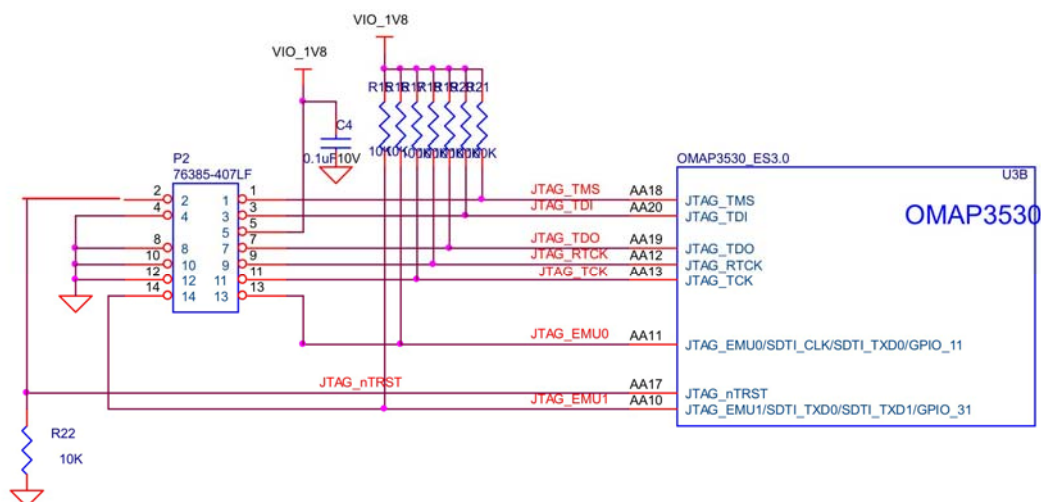 VIO_1V8
VIO_1V8
R21
C4
0.1uF10V
10K
P2
76385-407LF
OMAP3530_ES3.0
U3B
OMAP3530
2 2 1 1 JTAG_TMS AA18 JTAG_TMS
4 4 3 3 JTAG_TDI AA20 JTAG_TDI
5 5
8 8 7 7 JTAG_TDO AA19 JTAG_TDO
10 10 9 9 JTAG_RTCK AA12 JTAG_RTCK
12 12 11 11 JTAG_TCK AA13 JTAG_TCK
14 14 13 13
JTAG_EMU0 AA11 JTAG_EMU0/SDTI_CLK/SDTI_TXD0/GPIO_11
JTAG_nTRST AA17 JTAG_nTRST
JTAG_EMU1 AA10 JTAG_EMU1/SDTI_TXD0/SDTI_TXD1/GPIO_31
R22
10K